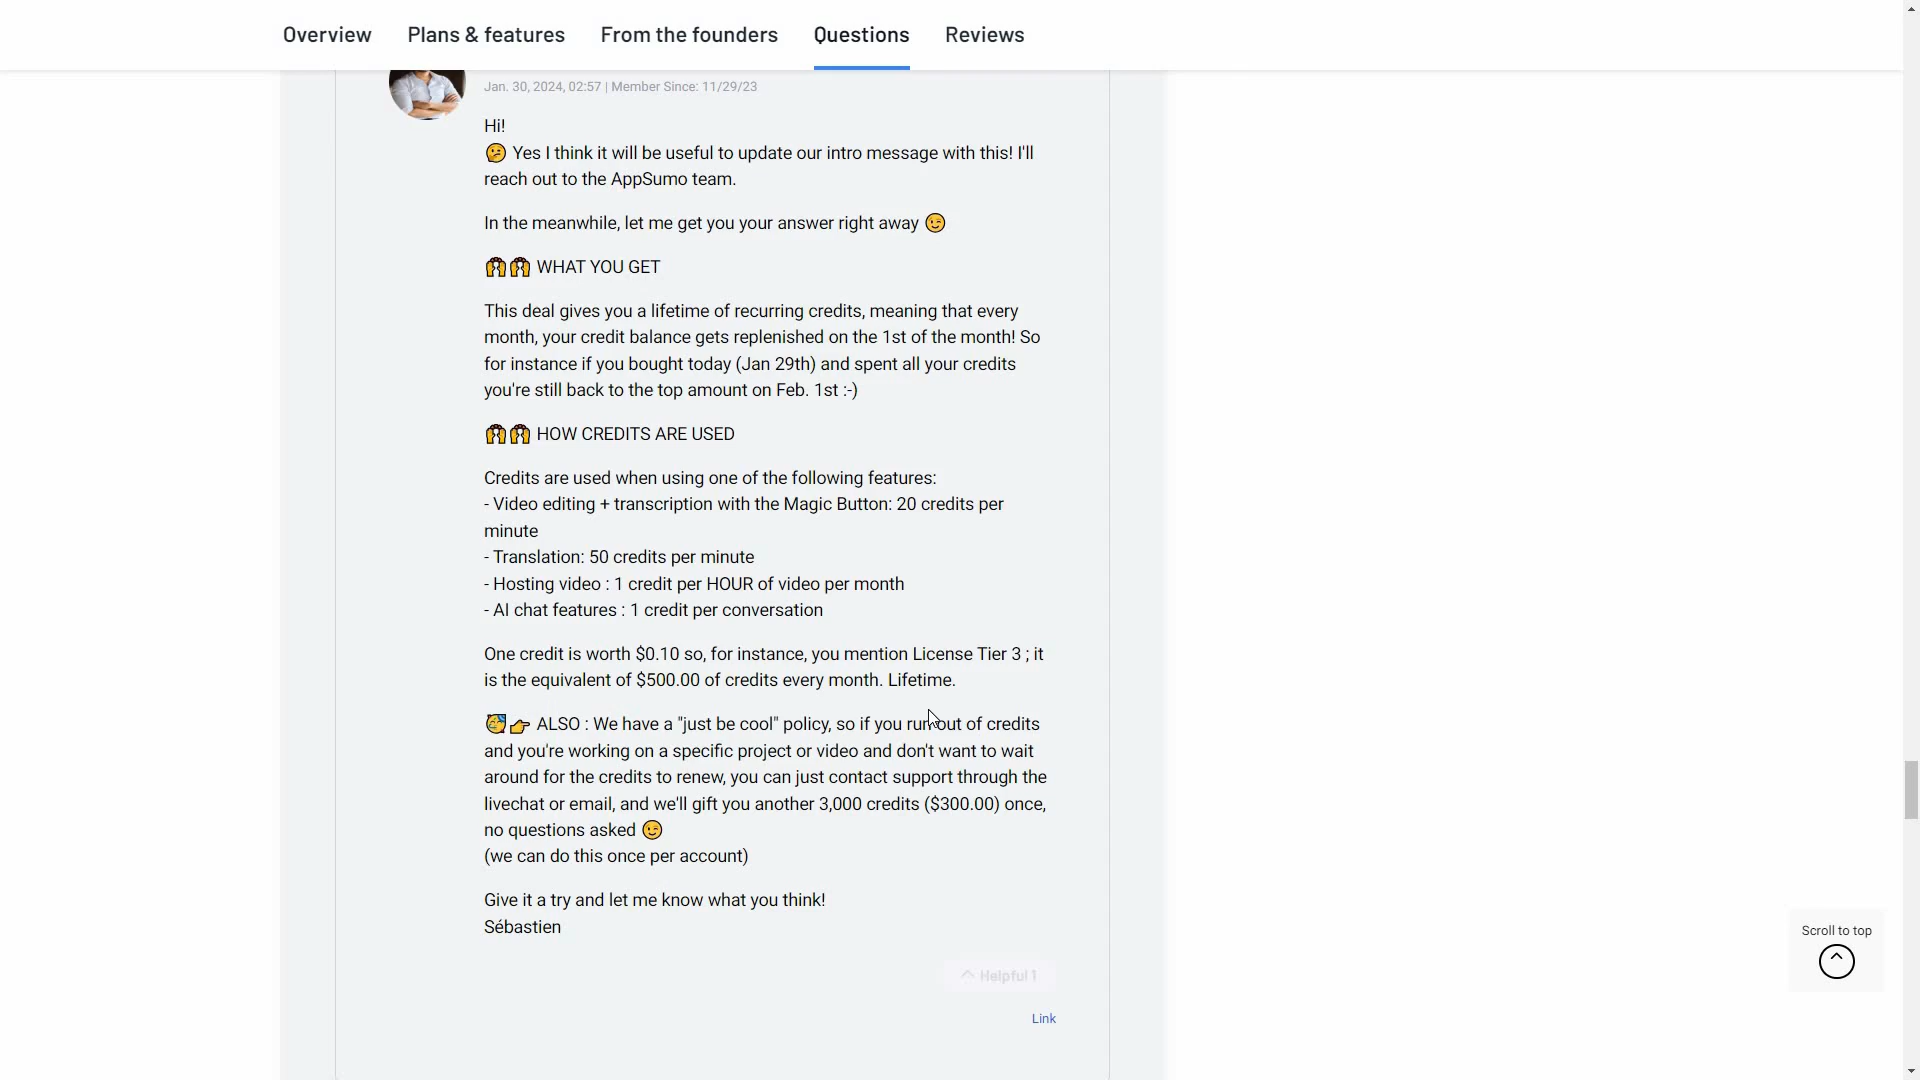 Overview Plans & features From the founders Questions Reviews
Jan. 30, 2024, 02:57 | Member Since: 11/29/23
Hi!
🫤 Yes I think it will be useful to update our intro message with this! I'll
reach out to the AppSumo team.
In the meanwhile, let me get you your answer right away 😉
🙌🙌 WHAT YOU GET
This deal gives you a lifetime of recurring credits, meaning that every
month, your credit balance gets replenished on the 1st of the month! So
for instance if you bought today (Jan 29th) and spent all your credits
you're still back to the top amount on Feb. 1st :-)
🙌🙌 HOW CREDITS ARE USED
Credits are used when using one of the following features:
- Video editing + transcription with the Magic Button: 20 credits per
minute
- Translation: 50 credits per minute
- Hosting video : 1 credit per HOUR of video per month
- AI chat features : 1 credit per conversation
One credit is worth $0.10 so, for instance, you mention License Tier 3 ; it
is the equivalent of $500.00 of credits every month. Lifetime.
🥳👉 ALSO : We have a "just be cool" policy, so if you run out of credits
and you're working on a specific project or video and don't want to wait
around for the credits to renew, you can just contact support through the
livechat or email, and we'll gift you another 3,000 credits ($300.00) once,
no questions asked 😉
(we can do this once per account)
Give it a try and let me know what you think!
Sébastien
Helpful 1
Link
Scroll to top